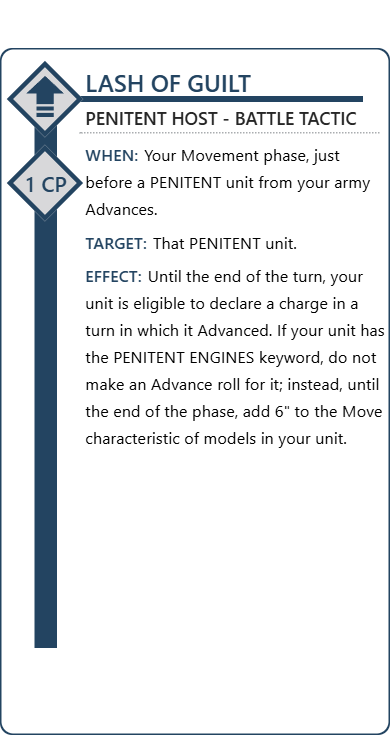 LASH OF GUILT
PENITENT HOST - BATTLE TACTIC
WHEN: Your Movement phase, just
before a PENITENT unit from your army
Advances.
1 CP
TARGET: That PENITENT unit.
EFFECT: Until the end of the turn, your
unit is eligible to declare a charge in a
turn in which it Advanced. If your unit has
the PENITENT ENGINES keyword, do not
make an Advance roll for it; instead, until
the end of the phase, add 6" to the Move
characteristic of models in your unit.